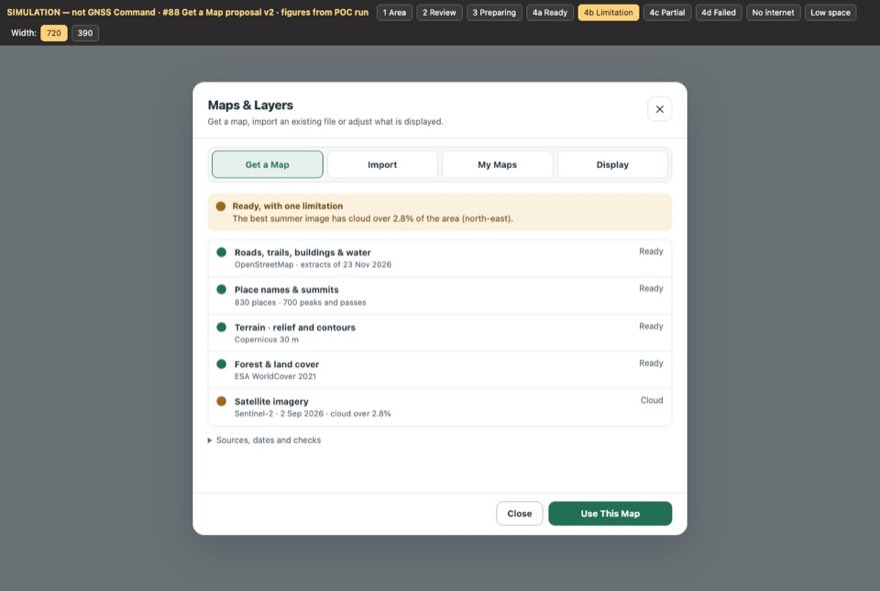 SIMULATION — not GNSS Command · #88 Get a Map proposal v2 · figures from POC run
1 Area
2 Review
3 Preparing
4a Ready
4b Limitation
4c Partial
4d Failed
No internet
Low space
Width: 720 390
Maps & Layers
Get a map, import an existing file or adjust what is displayed.
Get a Map
Import
My Maps
Display
Ready, with one limitation
The best summer image has cloud over 2.8% of the area (north-east).
Roads, trails, buildings & water
Ready
OpenStreetMap · extracts of 23 Nov 2026
Place names & summits
Ready
830 places · 700 peaks and passes
Terrain · relief and contours
Ready
Copernicus 30 m
Forest & land cover
Ready
ESA WorldCover 2021
Satellite imagery
Cloud
Sentinel-2 · 2 Sep 2026 · cloud over 2.8%
Sources, dates and checks
Close
Use This Map